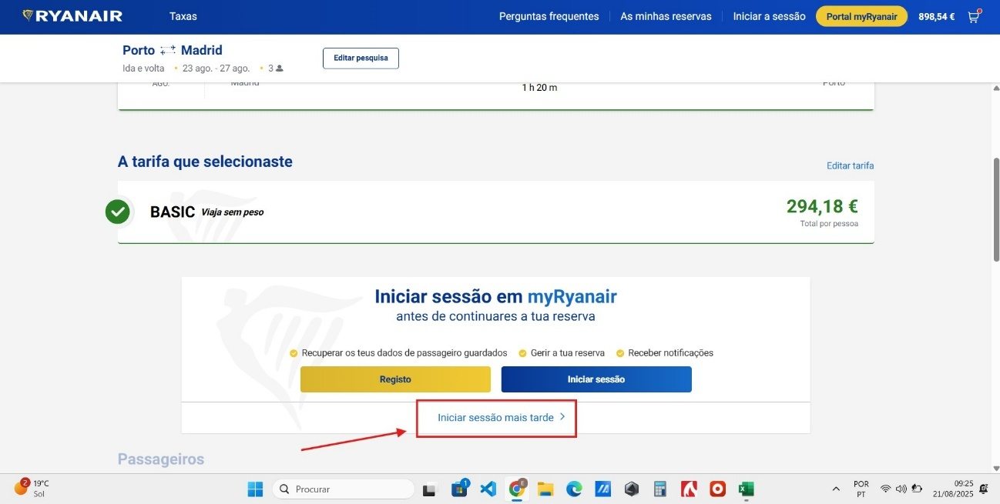 RYANAIR
Taxas
Perguntas frequentes
As minhas reservas
Iniciar a sessão
Portal myRyanair
898,54 €
Porto Madrid
Ida e volta • 23 ago. - 27 ago. • 3
Editar pesquisa
AGO.
Madrid
1 h 20 m
Porto
A tarifa que selecionaste
Editar tarifa
BASIC Viaja sem peso
294,18 €
Total por pessoa
Iniciar sessão em myRyanair
antes de continuares a tua reserva
Recuperar os teus dados de passageiro guardados
Gerir a tua reserva
Receber notificações
Registo
Iniciar sessão
Iniciar sessão mais tarde
Passageiros
2
19°C
Sol
Procurar
1
E
POR
PT
09:25
21/08/2025